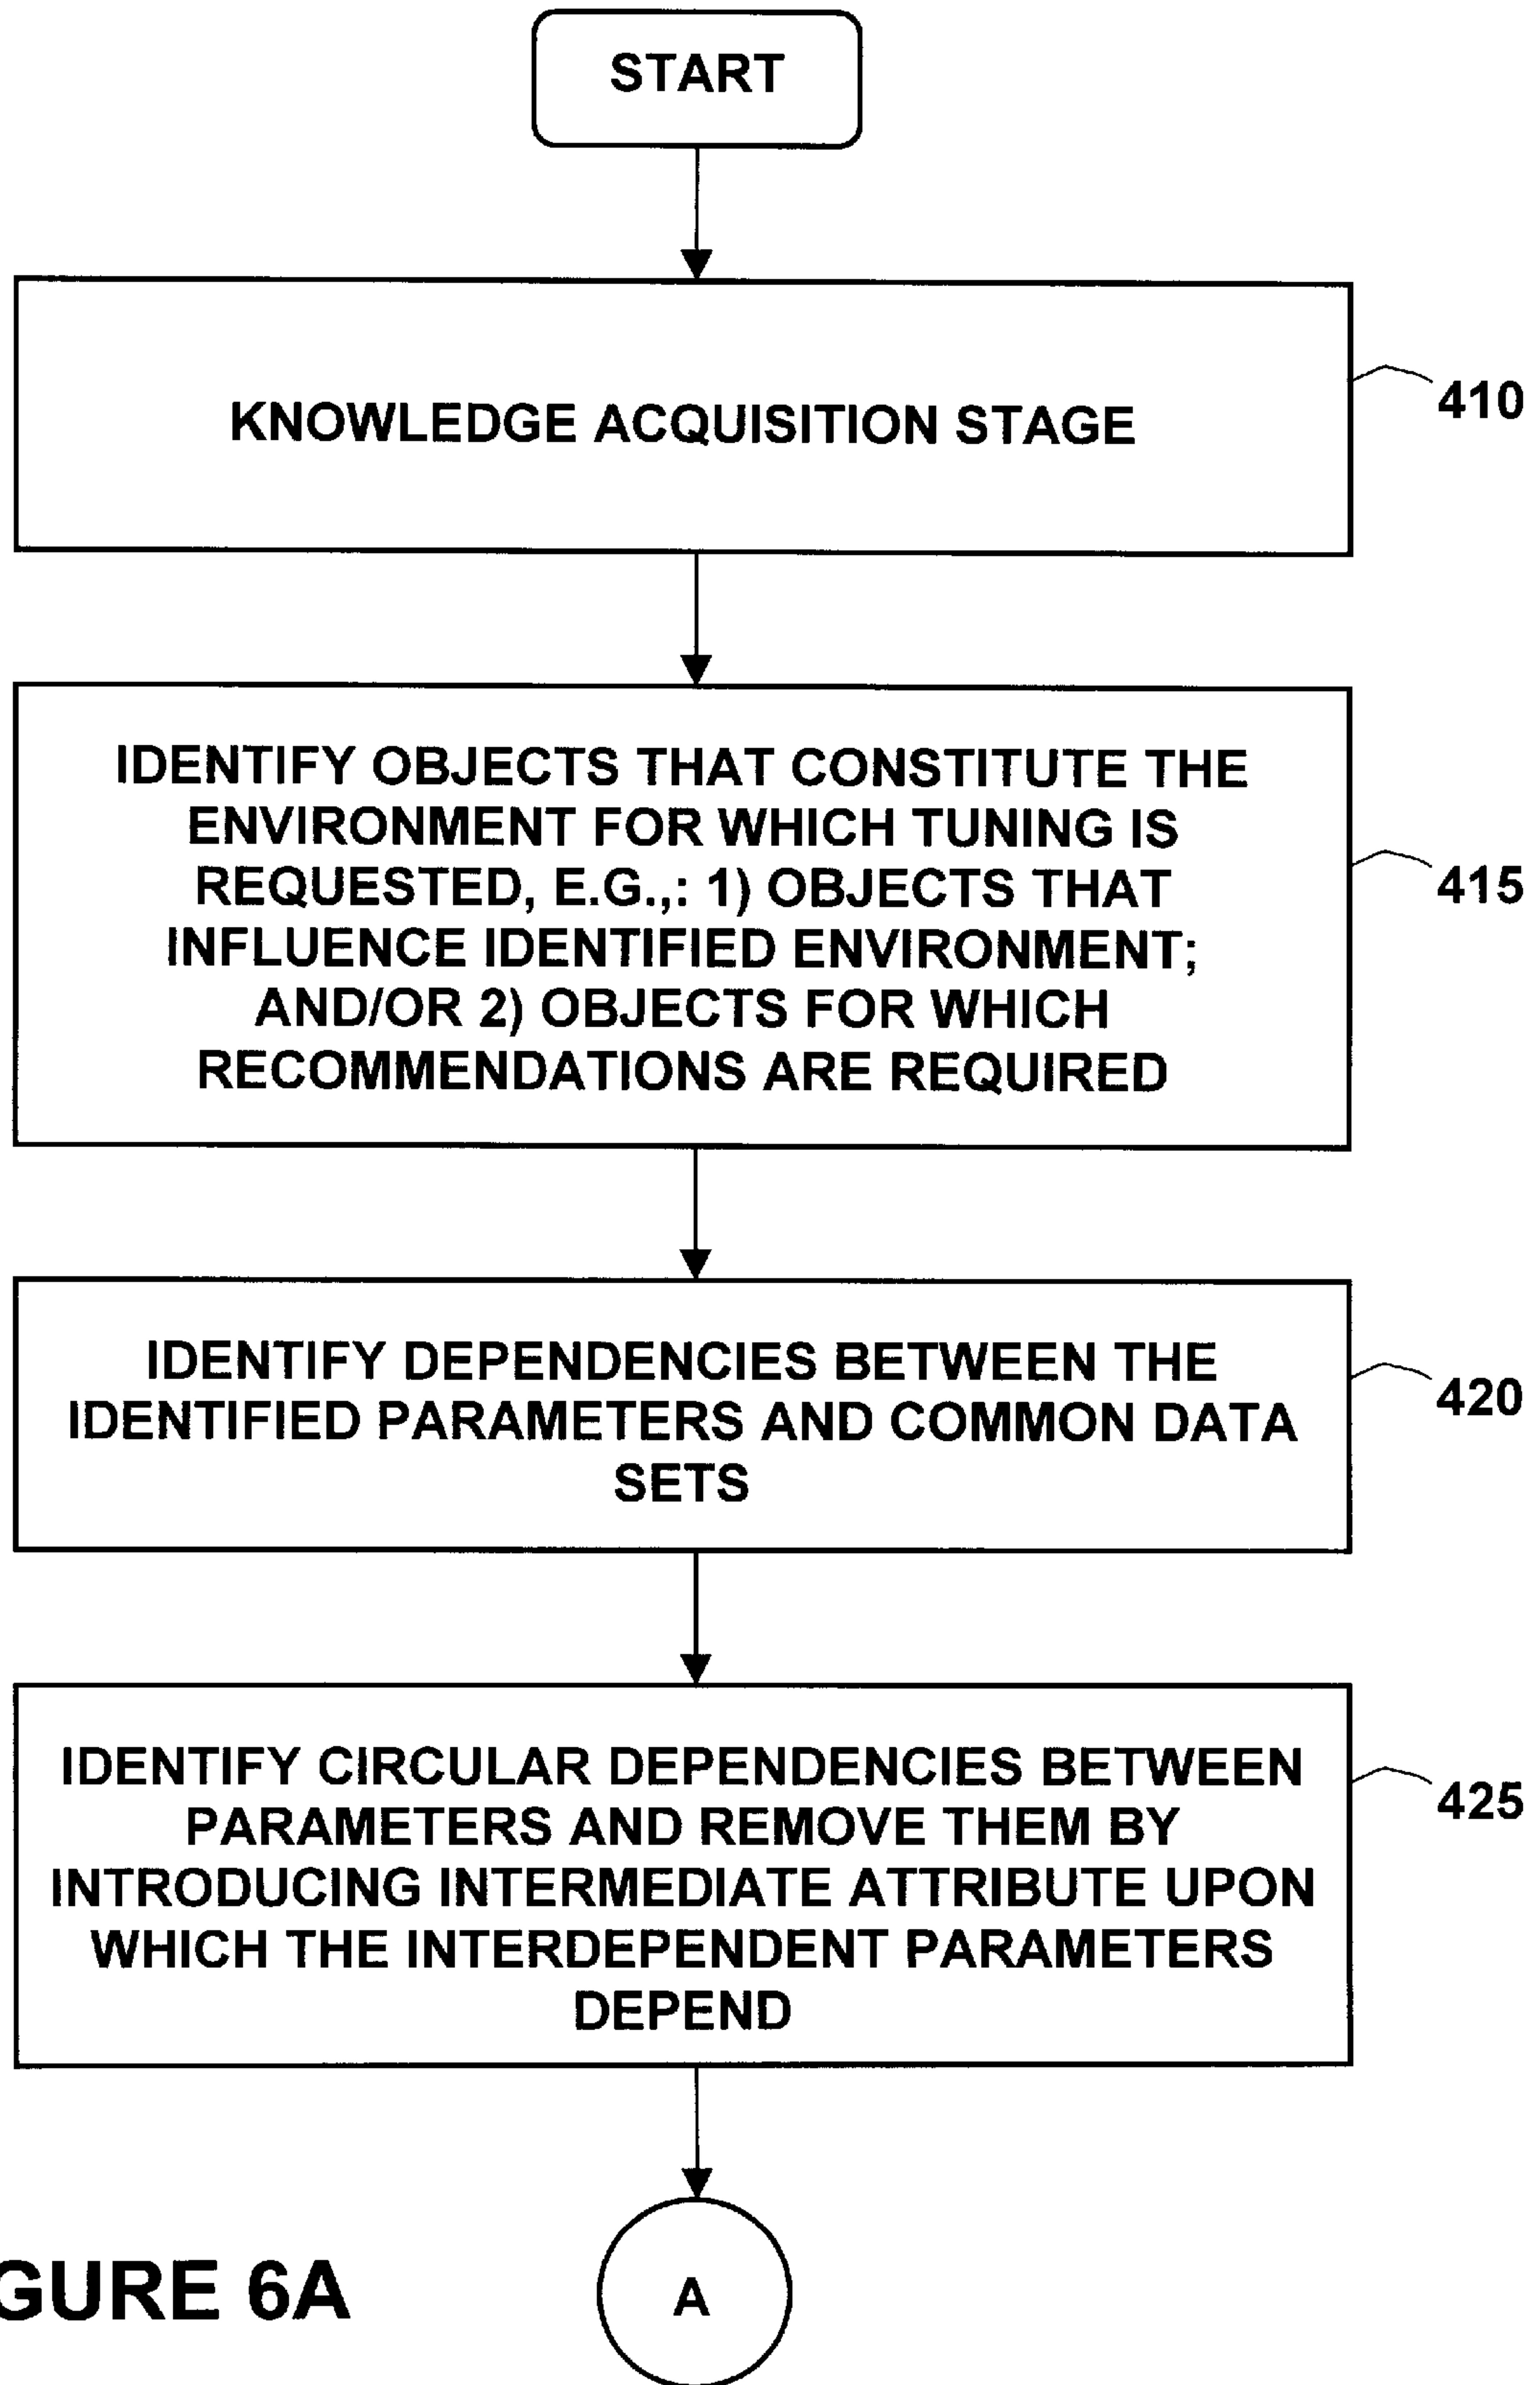 START
KNOWLEDGE ACQUISITION STAGE
410
IDENTIFY OBJECTS THAT CONSTITUTE THE
ENVIRONMENT FOR WHICH TUNING IS
REQUESTED, E.G.,: 1) OBJECTS THAT
INFLUENCE IDENTIFIED ENVIRONMENT;
AND/OR 2) OBJECTS FOR WHICH
RECOMMENDATIONS ARE REQUIRED
415
IDENTIFY DEPENDENCIES BETWEEN THE
IDENTIFIED PARAMETERS AND COMMON DATA
SETS
420
IDENTIFY CIRCULAR DEPENDENCIES BETWEEN
PARAMETERS AND REMOVE THEM BY
INTRODUCING INTERMEDIATE ATTRIBUTE UPON
WHICH THE INTERDEPENDENT PARAMETERS
DEPEND
425
GURE 6A
A